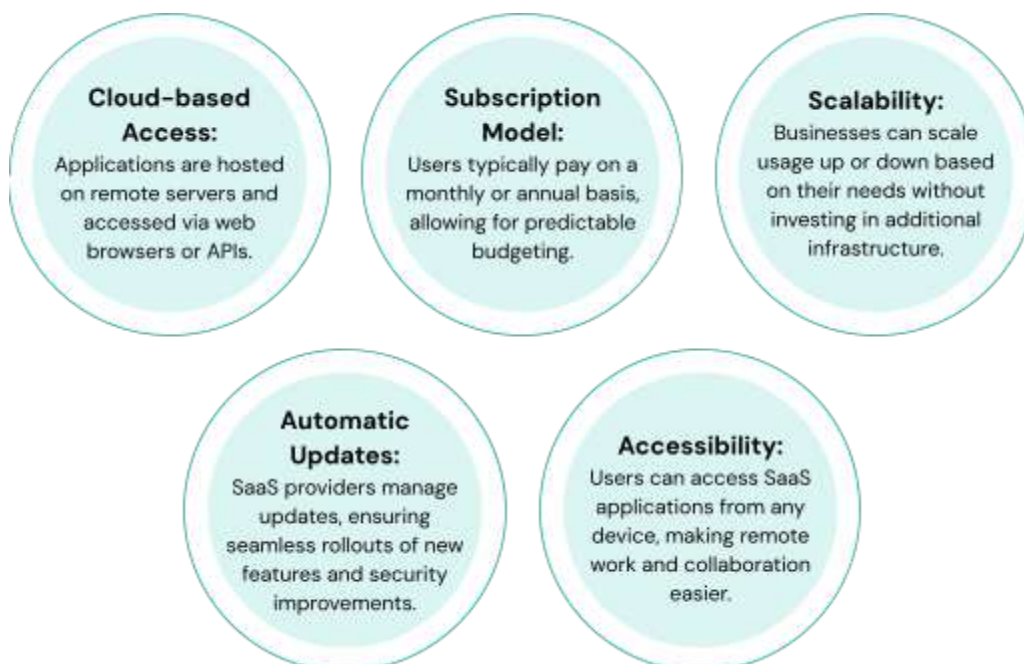 Cloud-based
Access:
Applications are hosted
on remote servers and
accessed via web
browsers or APIs.
Subscription
Model:
Users typically pay on a
monthly or annual basis,
allowing for predictable
budgeting.
Scalability:
Businesses can scale
usage up or down based
on their needs without
investing in additional
infrastructure.
Automatic
Updates:
SaaS providers manage
updates, ensuring
seamless rollouts of new
features and security
improvements.
Accessibility:
Users can access SaaS
applications from any
device, making remote
work and collaboration
easier.